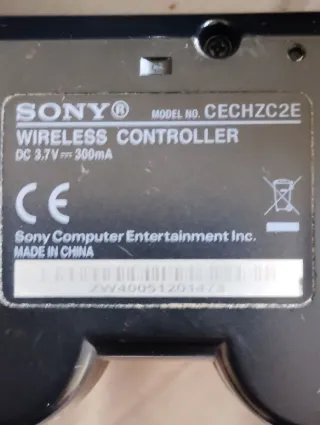 SONY® MODEL NO. CECHZC2E
WIRELESS CONTROLLER
DC 3.7V⎓300mA
CE
Sony Computer Entertainment Inc.
MADE IN CHINA